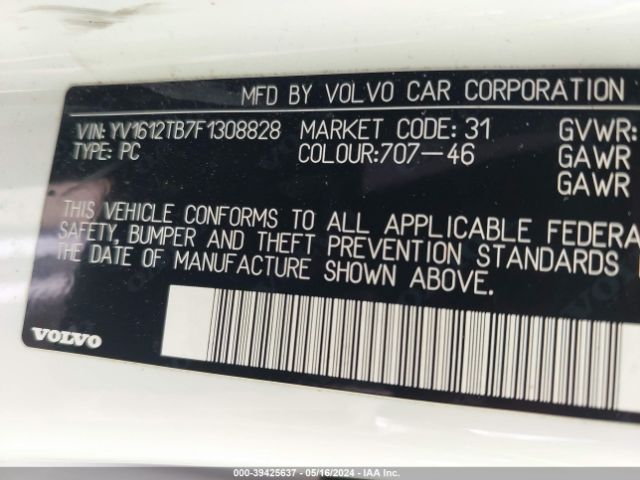 MFD BY VOLVO CAR CORPORATION
VIN: YV1612TB7F1308828 MARKET CODE: 31 GVWR:
TYPE: PC COLOUR:707-46 GAWR
GAWR
THIS VEHICLE CONFORMS TO ALL APPLICABLE FEDERA
SAFETY, BUMPER AND THEFT PREVENTION STANDARDS
THE DATE OF MANUFACTURE SHOWN ABOVE.
VOLVO
000-39425637 - 05/16/2024 - IAA Inc.